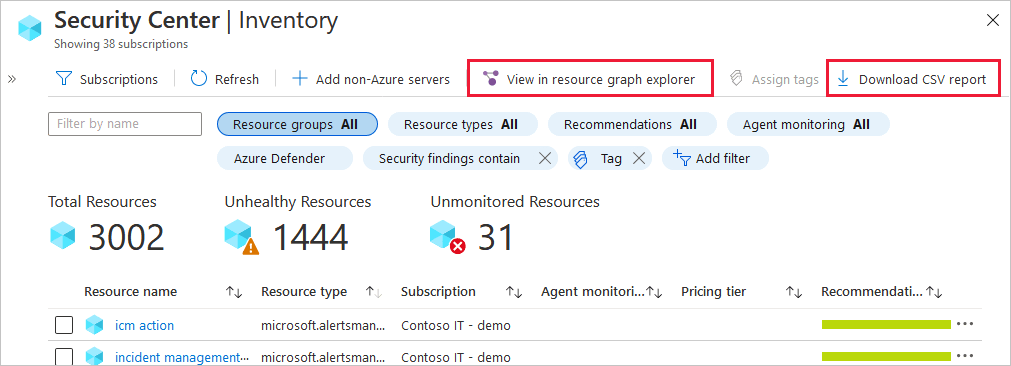 Security Center | Inventory
Showing 38 subscriptions
» Subscriptions Refresh Add non-Azure servers View in resource graph explorer Assign tags Download CSV report
Filter by name Resource groups All Resource types All Recommendations All Agent monitoring All
Azure Defender Security findings contain Tag Add filter
Total Resources Unhealthy Resources Unmonitored Resources
3002 1444 31
Resource name Resource type Subscription Agent monitori... Pricing tier Recommendati...
icm action microsoft.alertsman... Contoso IT - demo ...
incident management... microsoft.alertsman... Contoso IT - demo ...